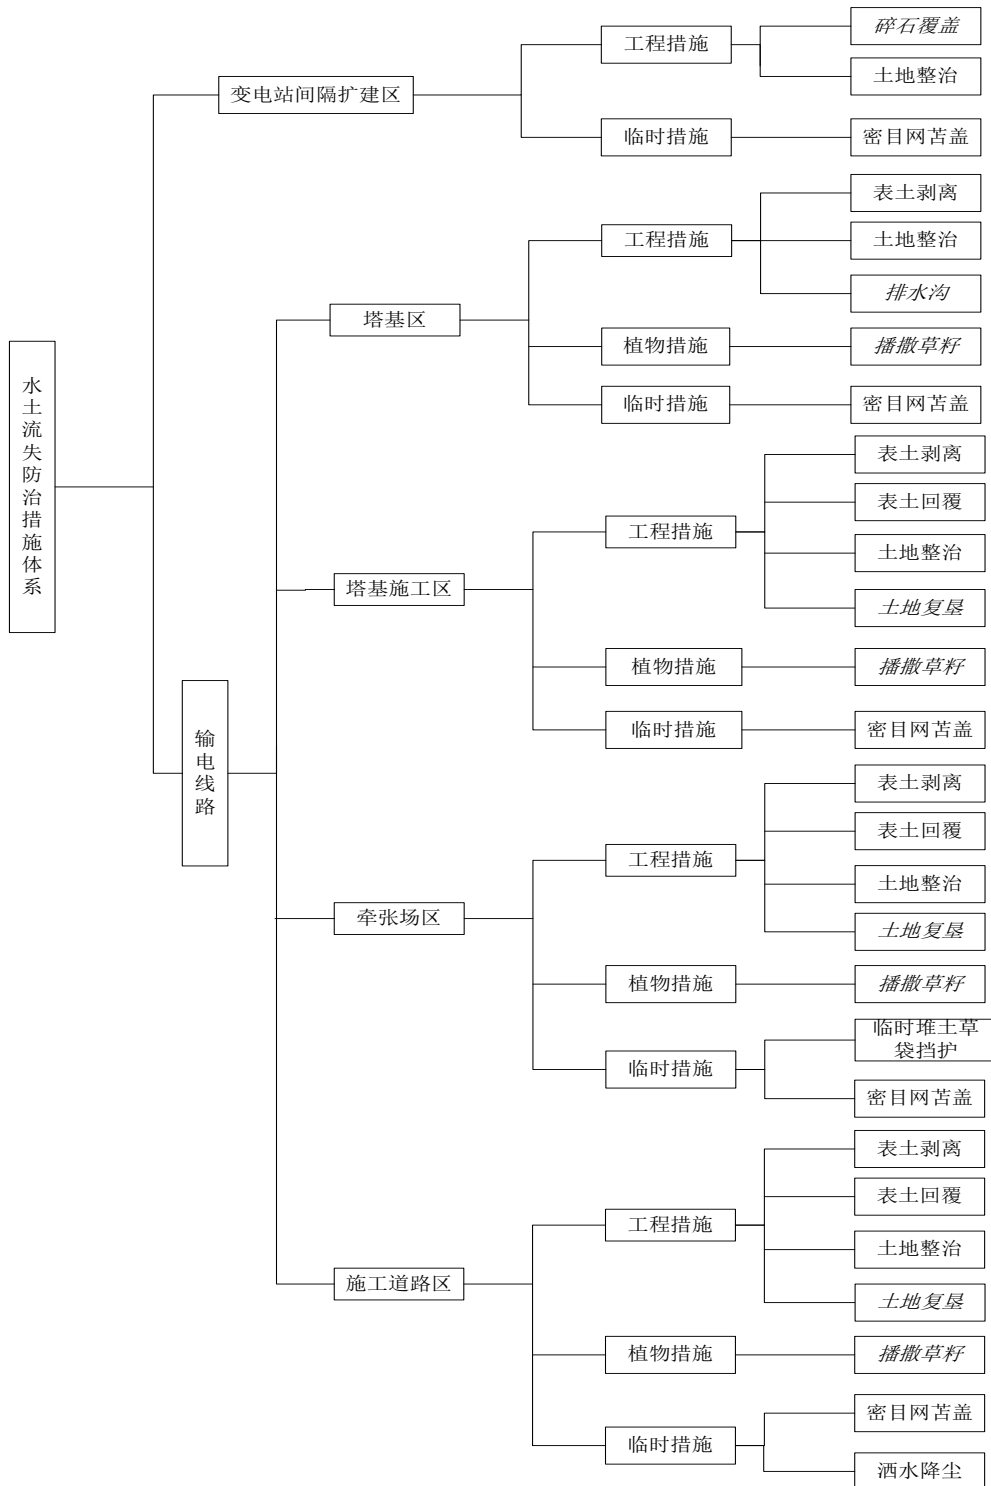 水土流失防治措施体系
变电站间隔扩建区
工程措施
碎石覆盖
土地整治
临时措施
密目网苫盖
输电线路
塔基区
工程措施
表土剥离
土地整治
排水沟
植物措施
播撒草籽
临时措施
密目网苫盖
塔基施工区
工程措施
表土剥离
表土回覆
土地整治
土地复垦
植物措施
播撒草籽
临时措施
密目网苫盖
牵张场区
工程措施
表土剥离
表土回覆
土地整治
土地复垦
植物措施
播撒草籽
临时措施
临时堆土草
袋挡护
密目网苫盖
施工道路区
工程措施
表土剥离
表土回覆
土地整治
土地复垦
植物措施
播撒草籽
临时措施
密目网苫盖
洒水降尘